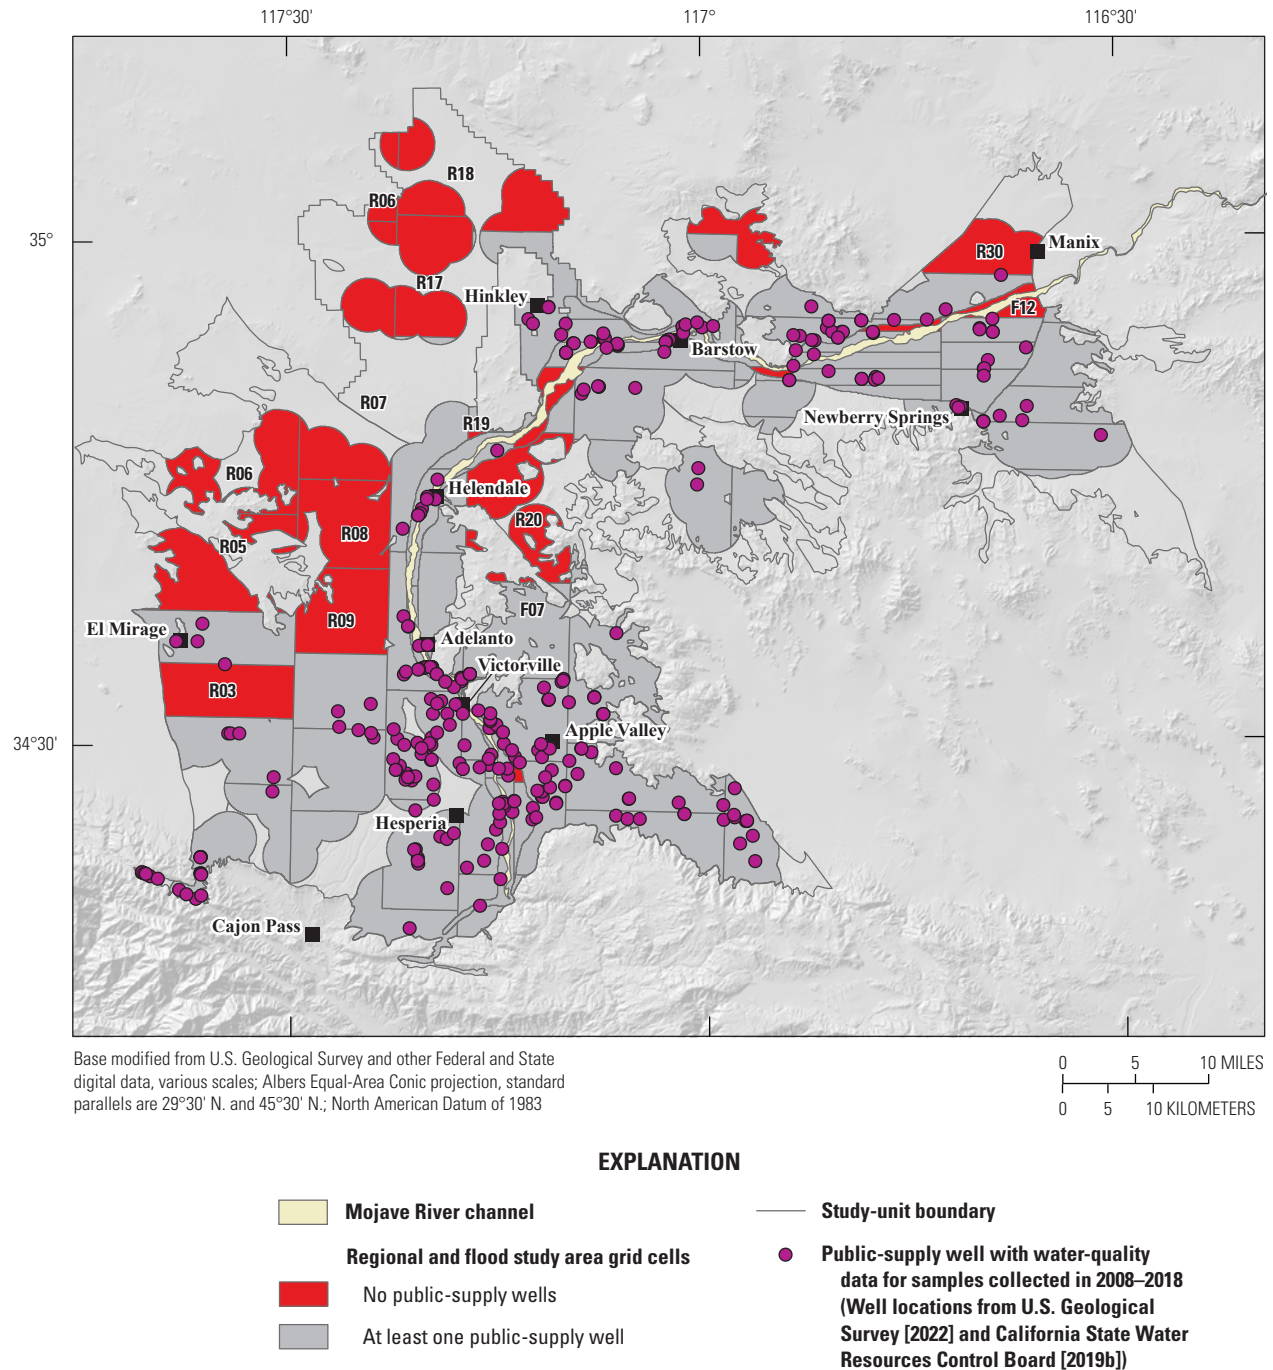 117°30'
117°
116°30'
R18
R06
35°
R30
Manix
R17
Hinkley
F12
Barstow
R07
Newberry Springs
R19
R06
Helendale
R20
R08
R05
F07
R09
El Mirage
Adelanto
Victorville
R03
Apple Valley
34°30'
Hesperia
Cajon Pass
Base modified from U.S. Geological Survey and other Federal and State
digital data, various scales; Albers Equal-Area Conic projection, standard
parallels are 29°30' N. and 45°30' N.; North American Datum of 1983
0 5 10 MILES
0 5 10 KILOMETERS
EXPLANATION
Mojave River channel
Regional and flood study area grid cells
No public-supply wells
At least one public-supply well
Study-unit boundary
Public-supply well with water-quality
data for samples collected in 2008–2018
(Well locations from U.S. Geological
Survey [2022] and California State Water
Resources Control Board [2019b])